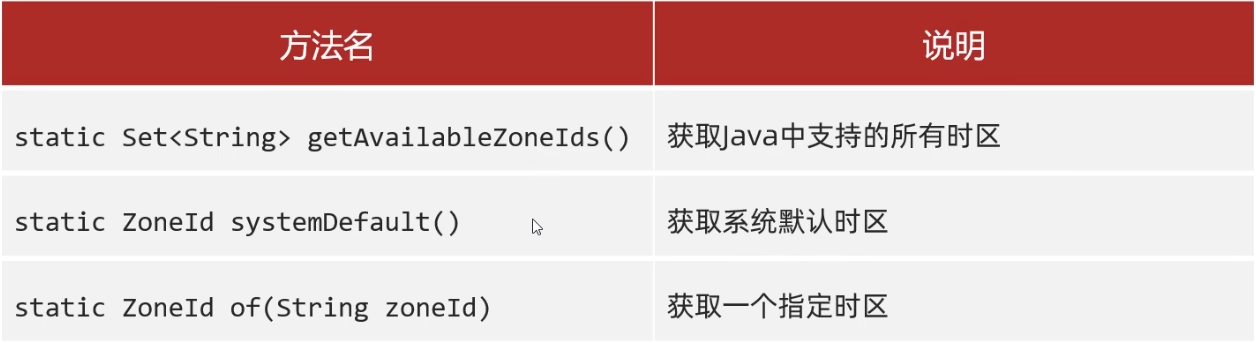 方法名 说明
static Set<String> getAvailableZoneIds() 获取Java中支持的所有时区
static ZoneId systemDefault() 获取系统默认时区
static ZoneId of(String zoneId) 获取一个指定时区